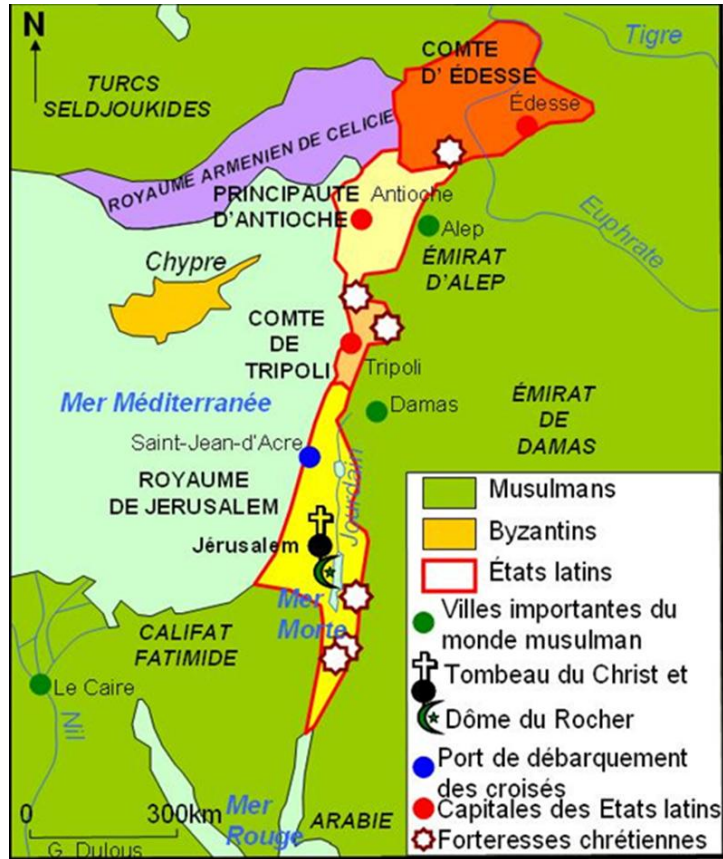 N
TURCS
SELDJOUKIDES
COMTE
D' ÉDESSE
Tigre
Édesse
ROYAUME ARMENIEN DE CELICIE
PRINCIPAUTE
D'ANTIOCHE
Antioche
Euphrate
Alep
ÉMIRAT
D'ALEP
Chypre
COMTE
DE
TRIPOLI
Tripoli
Mer Méditerranée
Damas
ÉMIRAT
DE
DAMAS
Saint-Jean-d'Acre
Jourdain
ROYAUME
DE JERUSALEM
Jérusalem
Mer
Morte
CALIFAT
FATIMIDE
Le Caire
Nil
Mer
Rouge
ARABIE
0 300km
G. Dulous
Musulmans
Byzantins
États latins
Villes importantes du
monde musulman
Tombeau du Christ et
Dôme du Rocher
Port de débarquement
des croisés
Capitales des Etats latins
Forteresses chrétiennes